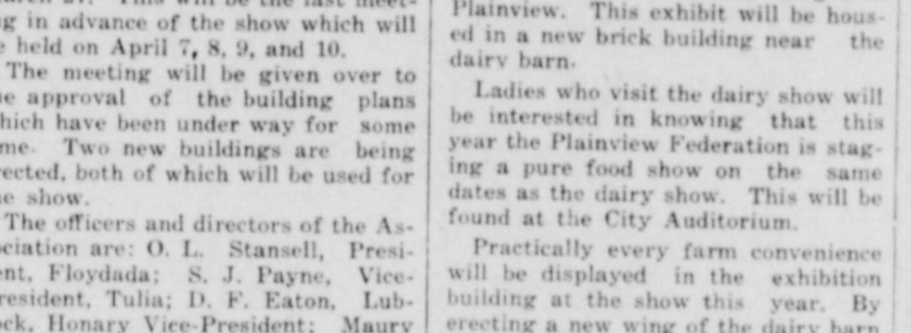 in advance of the show which will
held on April 7, 8, 9, and 10.
The meeting will be given over to
approval of the building plans
have been under way for some
Two new buildings are being
both of which will be used for
show.
The officers and directors of the As-
are: O. L. Stansell, Presi-
Floydada; S. J. Payne, Vice-
Tulia; D. F. Eaton, Lub-
Honary Vice-President; Maury
Plainview. This exhibit will be hous-
ed in a new brick building near the
dairy barn.
Ladies who visit the dairy show will
be interested in knowing that this
year the Plainview Federation is stag-
ing a pure food show on the same
dates as the dairy show. This will be
found at the City Auditorium.
Practically every farm convenience
will be displayed in the exhibition
building at the show this year. By
erecting a new wing of the dairy barn